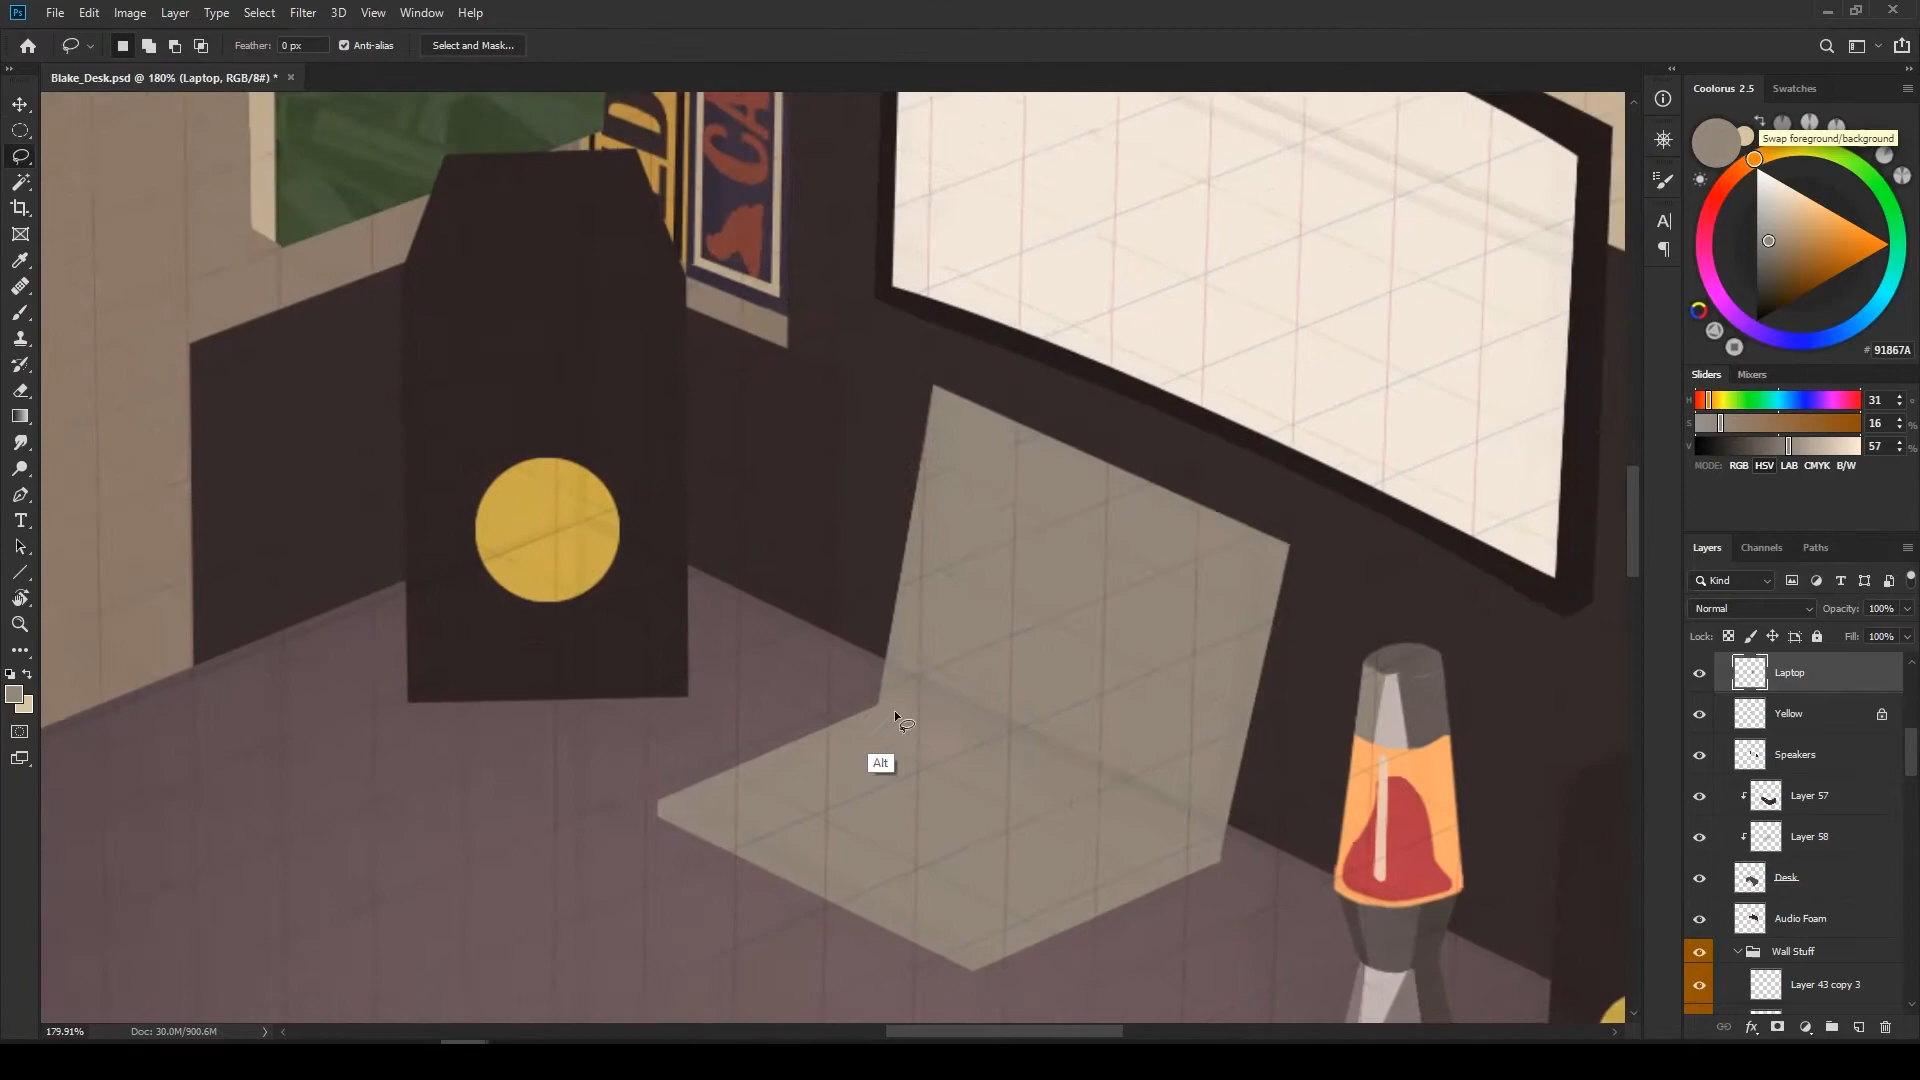 Ps File Edit Image Layer Type Select Filter 3D View Window Help
Feather: 0 px Anti-alias Select and Mask...
Blake_Desk.psd @ 180% (Laptop, RGB/8#) * ×
Coolorus 2.5 Swatches
Swap foreground/background
# 91867A
Sliders Mixers
H 31 °
S 16 %
V 57 %
MODE: RGB HSV LAB CMYK B/W
Layers Channels Paths
Kind
Normal Opacity: 100%
Lock: Fill: 100%
Laptop
Yellow
Speakers
Layer 57
Layer 58
Desk
Audio Foam
Wall Stuff
Layer 43 copy 3
D
CA
Alt
179.91% Doc: 30.0M/900.6M